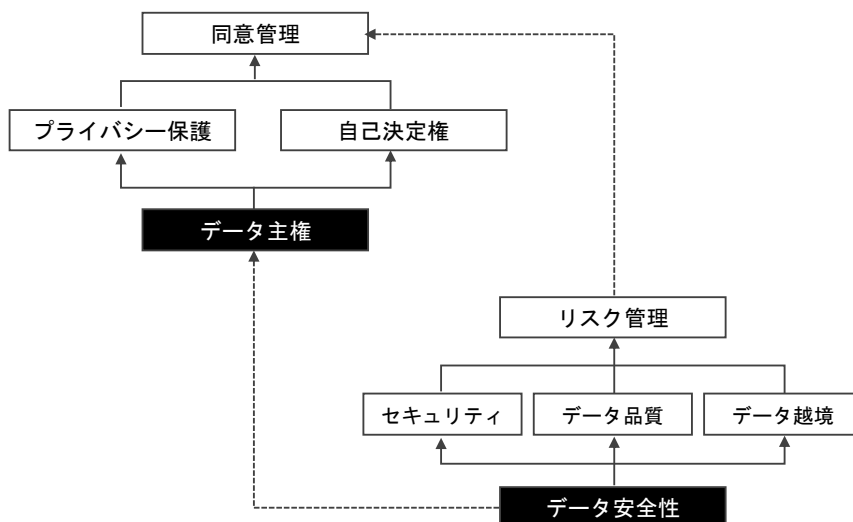 同意管理
プライバシー保護
自己決定権
データ主権
リスク管理
セキュリティ
データ品質
データ越境
データ安全性